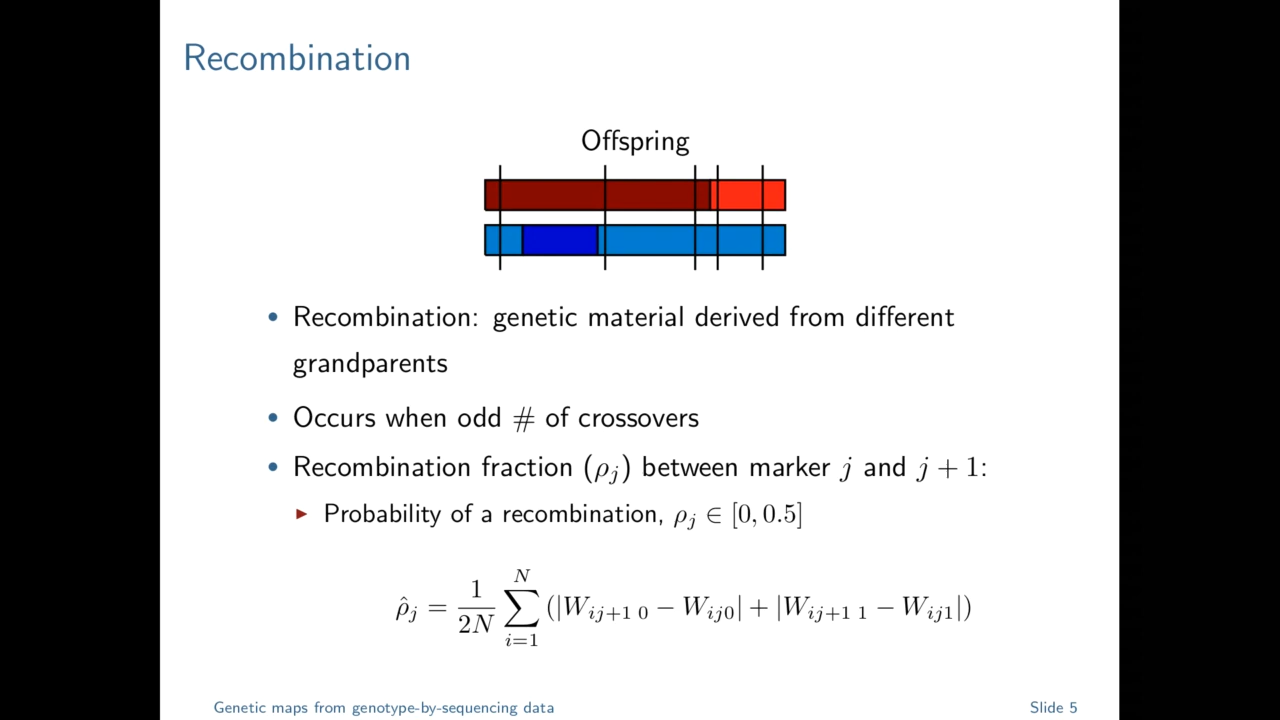 Recombination
Offspring
• Recombination: genetic material derived from different
grandparents
• Occurs when odd # of crossovers
• Recombination fraction (ρ_j) between marker j and j + 1:
▶ Probability of a recombination, ρ_j ∈ [0, 0.5]
ρ̂_j = \frac{1}{2N} \sum_{i=1}^{N} (|W_{ij+1 0} − W_{ij0}| + |W_{ij+1 1} − W_{ij1}|)
Genetic maps from genotype-by-sequencing data
Slide 5